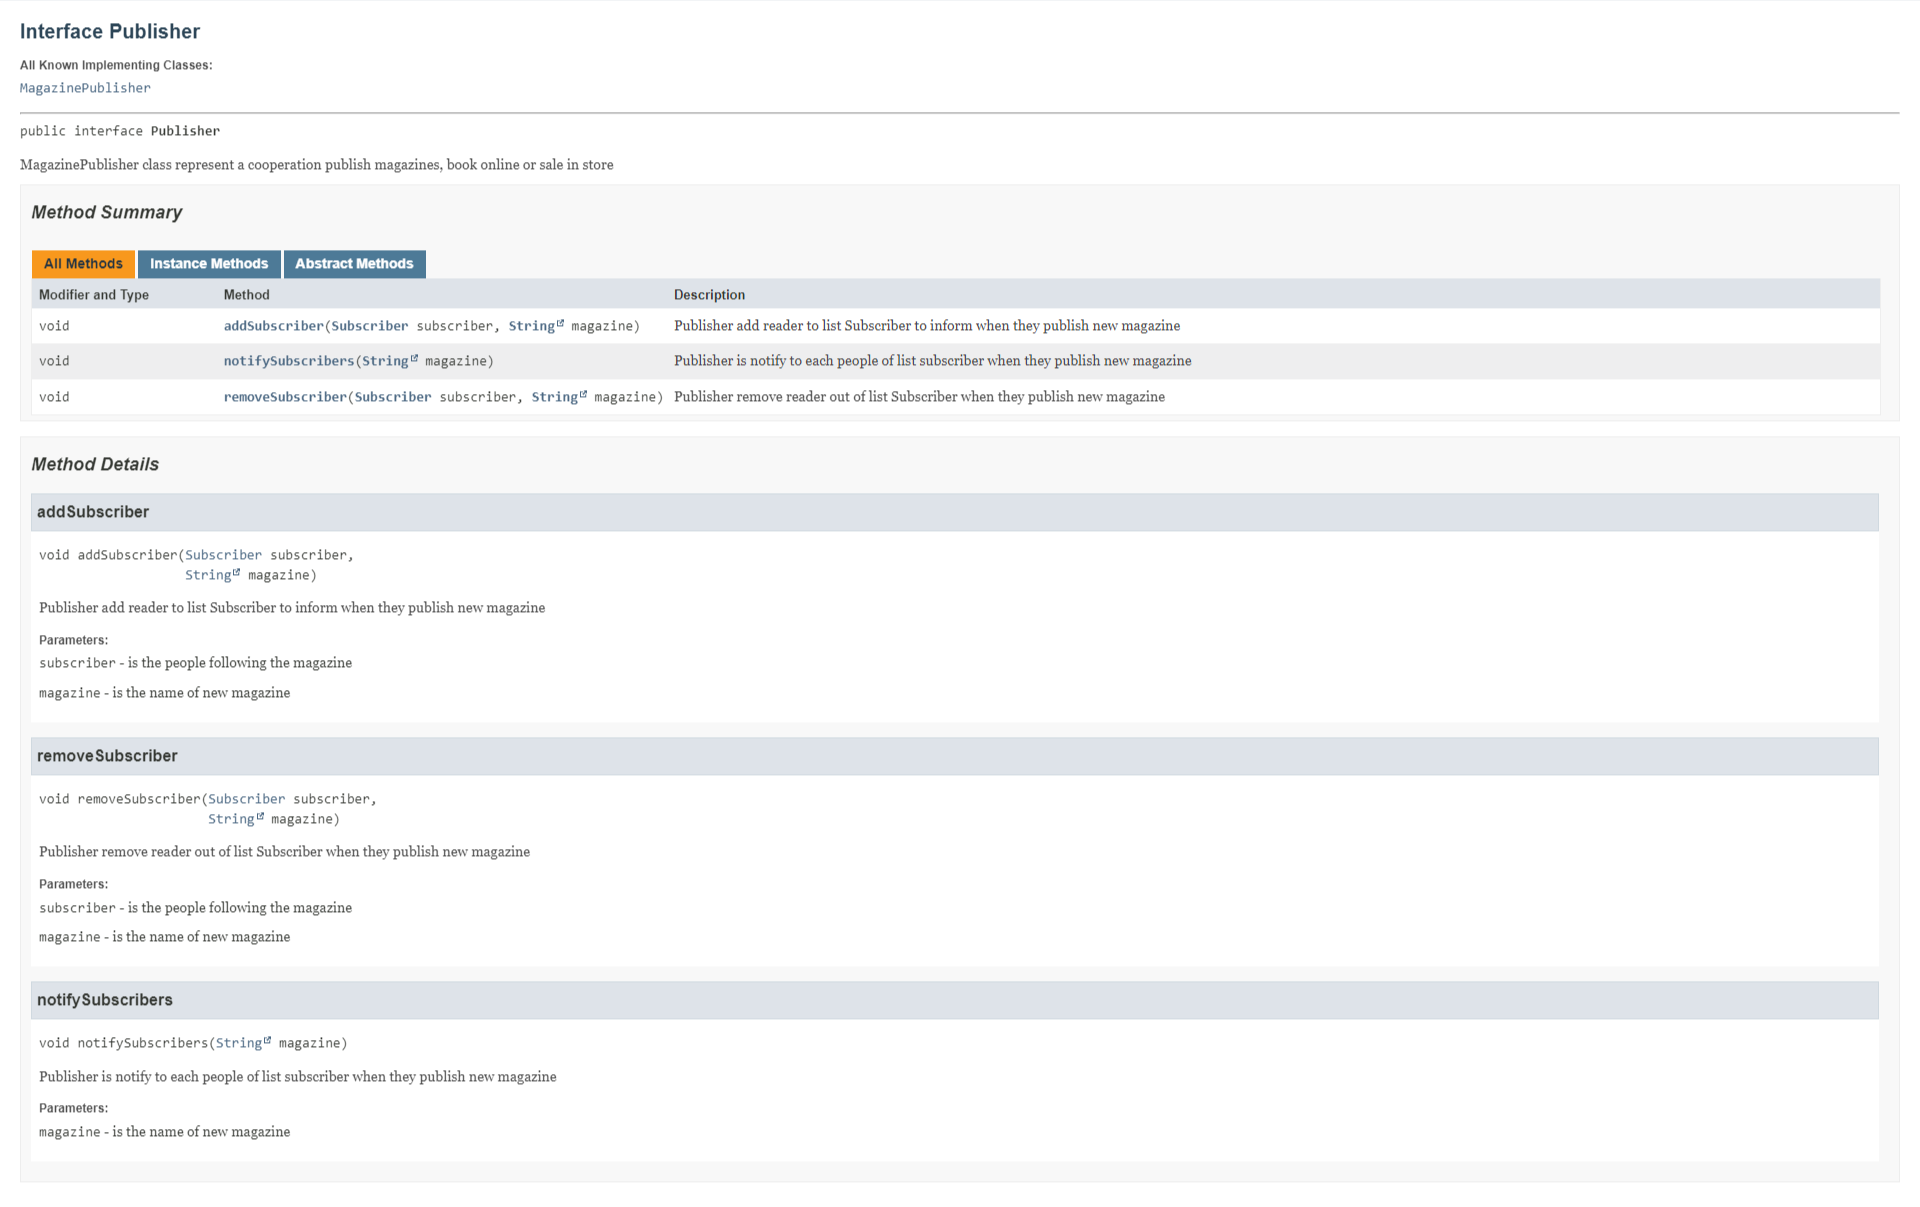 Interface Publisher
All Known Implementing Classes:
MagazinePublisher
public interface Publisher
MagazinePublisher class represent a cooperation publish magazines, book online or sale in store
Method Summary
All Methods Instance Methods Abstract Methods
Modifier and Type Method Description
void addSubscriber(Subscriber subscriber, String magazine) Publisher add reader to list Subscriber to inform when they publish new magazine
void notifySubscribers(String magazine) Publisher is notify to each people of list subscriber when they publish new magazine
void removeSubscriber(Subscriber subscriber, String magazine) Publisher remove reader out of list Subscriber when they publish new magazine
Method Details
addSubscriber
void addSubscriber(Subscriber subscriber,
String magazine)
Publisher add reader to list Subscriber to inform when they publish new magazine
Parameters:
subscriber - is the people following the magazine
magazine - is the name of new magazine
removeSubscriber
void removeSubscriber(Subscriber subscriber,
String magazine)
Publisher remove reader out of list Subscriber when they publish new magazine
Parameters:
subscriber - is the people following the magazine
magazine - is the name of new magazine
notifySubscribers
void notifySubscribers(String magazine)
Publisher is notify to each people of list subscriber when they publish new magazine
Parameters:
magazine - is the name of new magazine